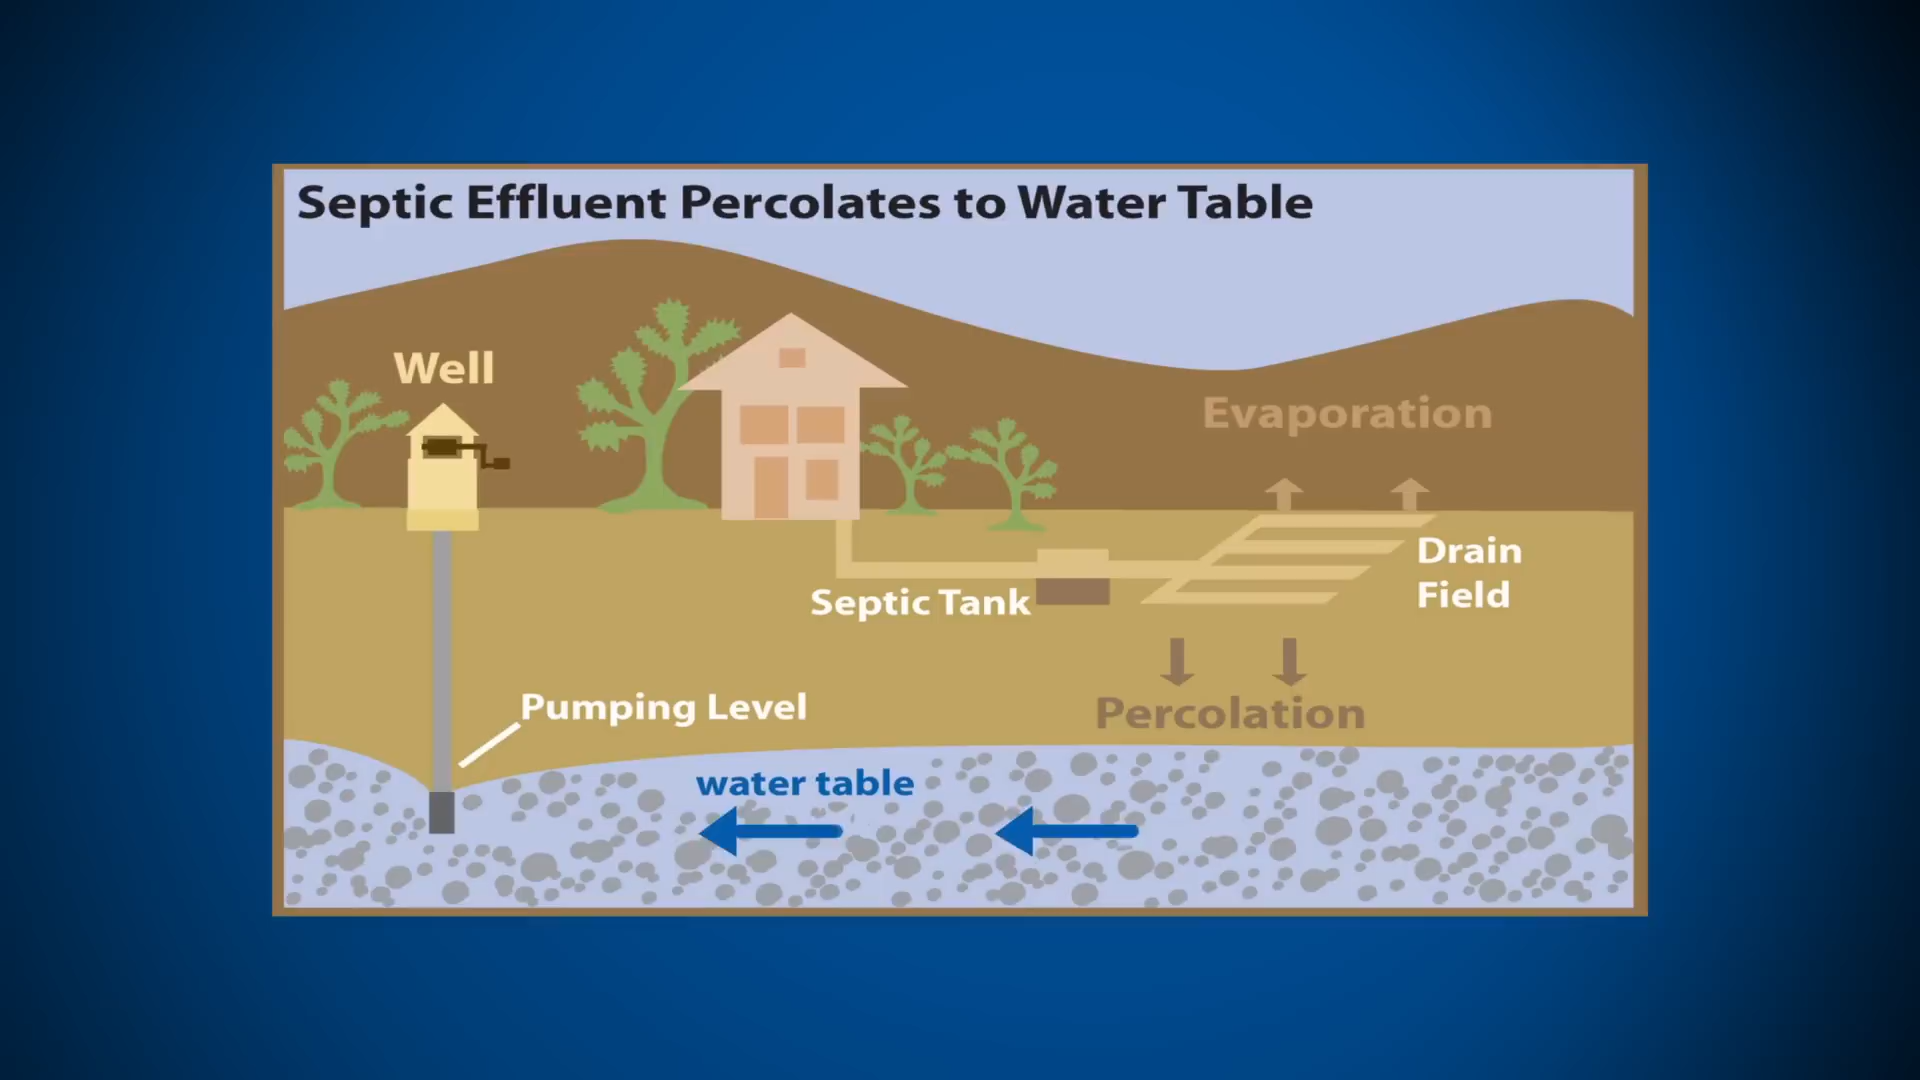 Septic Effluent Percolates to Water Table
Well
Evaporation
Drain
Field
Septic Tank
Pumping Level
Percolation
water table